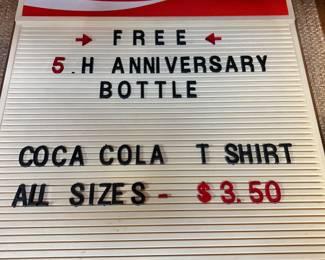 → FREE ←
5.H ANNIVERSARY
BOTTLE
COCA COLA T SHIRT
ALL SIZES - $3.50